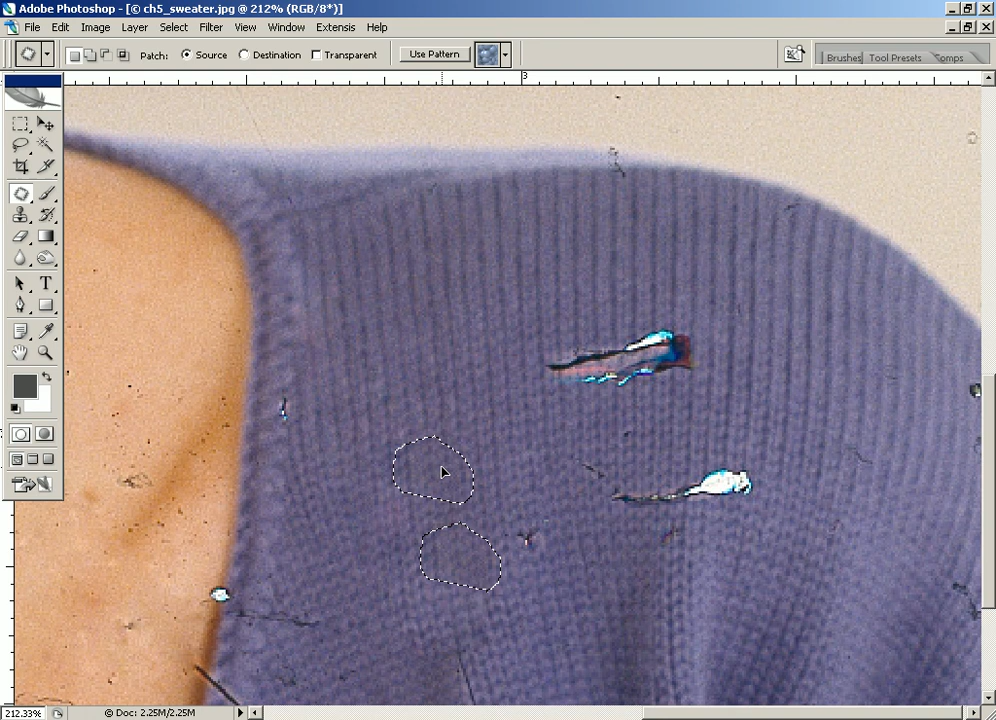 Adobe Photoshop - [© ch5_sweater.jpg @ 212% (RGB/8*)]
File Edit Image Layer Select Filter View Window Extensis Help
Patch: Source Destination Transparent Use Pattern Brushes Tool Presets Comps
3
T
212.33% © Doc: 2.25M/2.25M